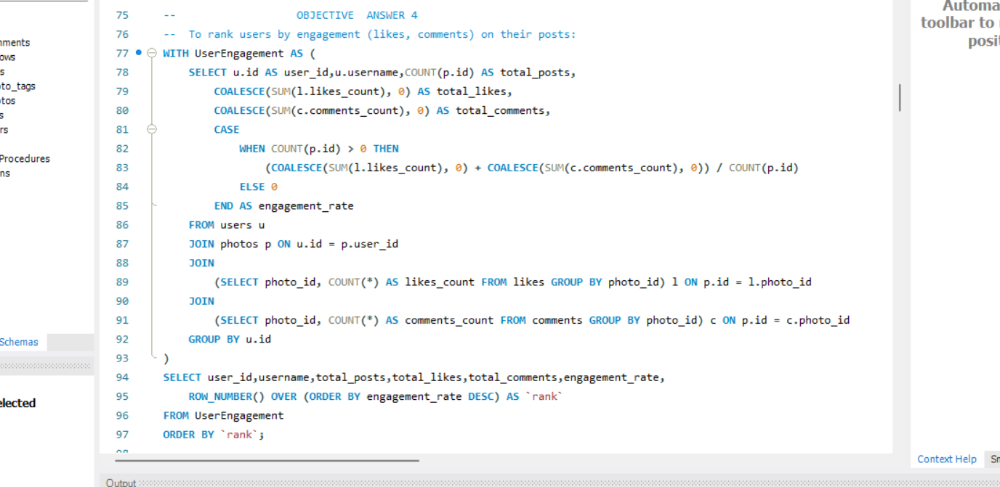 75 -- OBJECTIVE ANSWER 4
76 -- To rank users by engagement (likes, comments) on their posts:
77 WITH UserEngagement AS (
78 SELECT u.id AS user_id,u.username,COUNT(p.id) AS total_posts,
79 COALESCE(SUM(l.likes_count), 0) AS total_likes,
80 COALESCE(SUM(c.comments_count), 0) AS total_comments,
81 CASE
82 WHEN COUNT(p.id) > 0 THEN
83 (COALESCE(SUM(l.likes_count), 0) + COALESCE(SUM(c.comments_count), 0)) / COUNT(p.id)
84 ELSE 0
85 END AS engagement_rate
86 FROM users u
87 JOIN photos p ON u.id = p.user_id
88 JOIN
89 (SELECT photo_id, COUNT(*) AS likes_count FROM likes GROUP BY photo_id) l ON p.id = l.photo_id
90 JOIN
91 (SELECT photo_id, COUNT(*) AS comments_count FROM comments GROUP BY photo_id) c ON p.id = c.photo_id
92 GROUP BY u.id
93 )
94 SELECT user_id,username,total_posts,total_likes,total_comments,engagement_rate,
95 ROW_NUMBER() OVER (ORDER BY engagement_rate DESC) AS `rank`
96 FROM UserEngagement
97 ORDER BY `rank`;
nments
ows
s
to_tags
tos
s
rs
Procedures
ns
Schemas
elected
Automa
toolbar to
posit
Context Help
Output